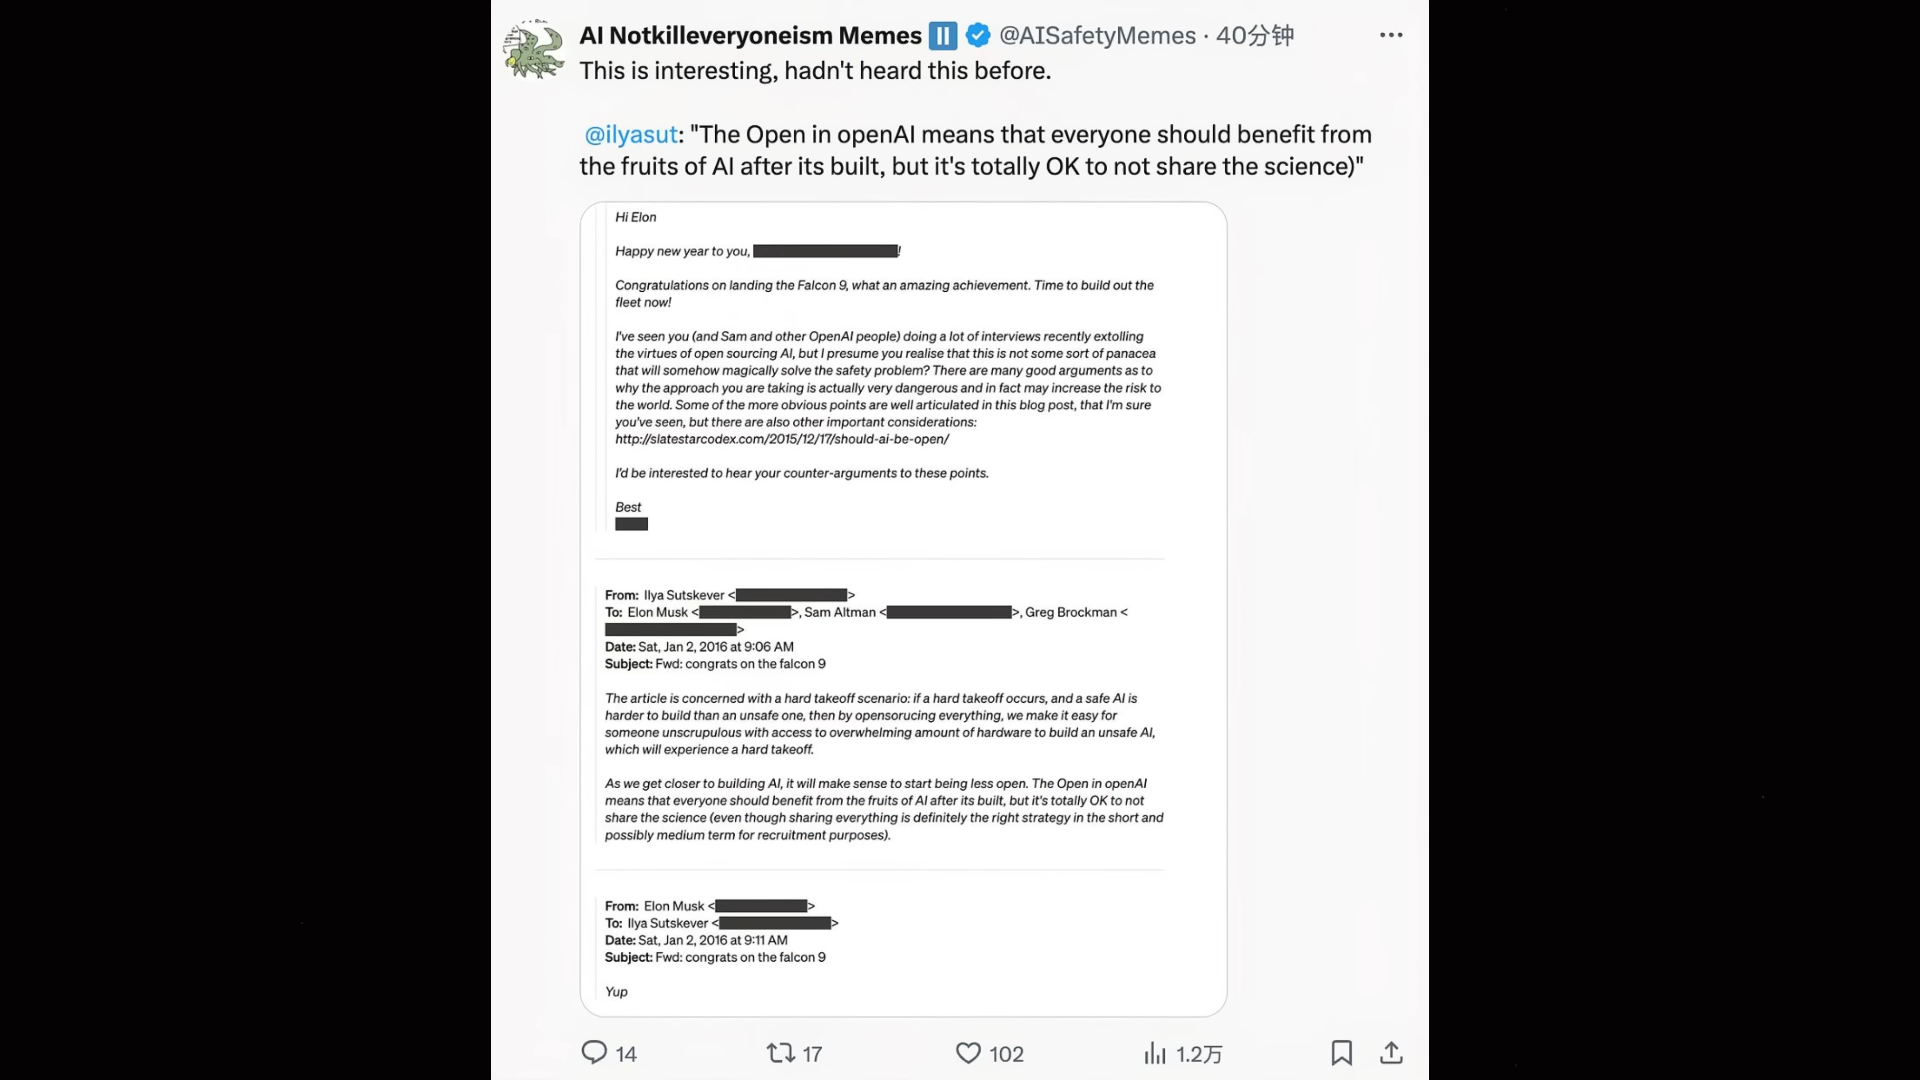 AI Notkilleveryoneism Memes ⏸ @AISafetyMemes · 40分钟
This is interesting, hadn't heard this before.
@ilyasut: "The Open in openAI means that everyone should benefit from
the fruits of AI after its built, but it's totally OK to not share the science)"
Hi Elon
Happy new year to you, !
Congratulations on landing the Falcon 9, what an amazing achievement. Time to build out the
fleet now!
I've seen you (and Sam and other OpenAI people) doing a lot of interviews recently extolling
the virtues of open sourcing AI, but I presume you realise that this is not some sort of panacea
that will somehow magically solve the safety problem? There are many good arguments as to
why the approach you are taking is actually very dangerous and in fact may increase the risk to
the world. Some of the more obvious points are well articulated in this blog post, that I'm sure
you've seen, but there are also other important considerations:
http://slatestarcodex.com/2015/12/17/should-ai-be-open/
I'd be interested to hear your counter-arguments to these points.
Best
From: Ilya Sutskever < >
To: Elon Musk < >, Sam Altman < >, Greg Brockman <
>
Date: Sat, Jan 2, 2016 at 9:06 AM
Subject: Fwd: congrats on the falcon 9
The article is concerned with a hard takeoff scenario: if a hard takeoff occurs, and a safe AI is
harder to build than an unsafe one, then by opensorucing everything, we make it easy for
someone unscrupulous with access to overwhelming amount of hardware to build an unsafe AI,
which will experience a hard takeoff.
As we get closer to building AI, it will make sense to start being less open. The Open in openAI
means that everyone should benefit from the fruits of AI after its built, but it's totally OK to not
share the science (even though sharing everything is definitely the right strategy in the short and
possibly medium term for recruitment purposes).
From: Elon Musk < >
To: Ilya Sutskever < >
Date: Sat, Jan 2, 2016 at 9:11 AM
Subject: Fwd: congrats on the falcon 9
Yup
14 17 102 1.2万